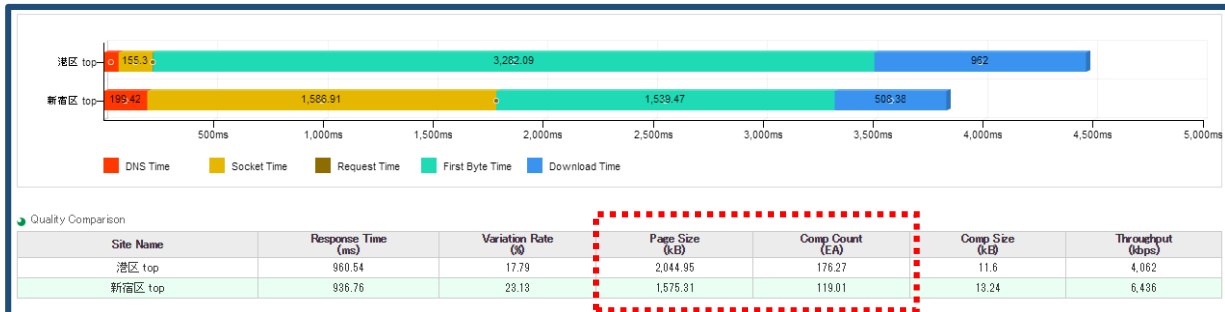 港区 top 155.3 3,282.09 962
新宿区 top 199.42 1,586.91 1,539.47 508.38
500ms 1,000ms 1,500ms 2,000ms 2,500ms 3,000ms 3,500ms 4,000ms 4,500ms 5,000ms
DNS Time Socket Time Request Time First Byte Time Download Time
Quality Comparison
Site Name Response Time (ms) Variation Rate (%) Page Size (kB) Comp Count (EA) Comp Size (kB) Throughput (kbps)
港区 top 960.54 17.79 2,044.95 176.27 11.6 4,062
新宿区 top 936.76 23.13 1,575.31 119.01 13.24 6,436